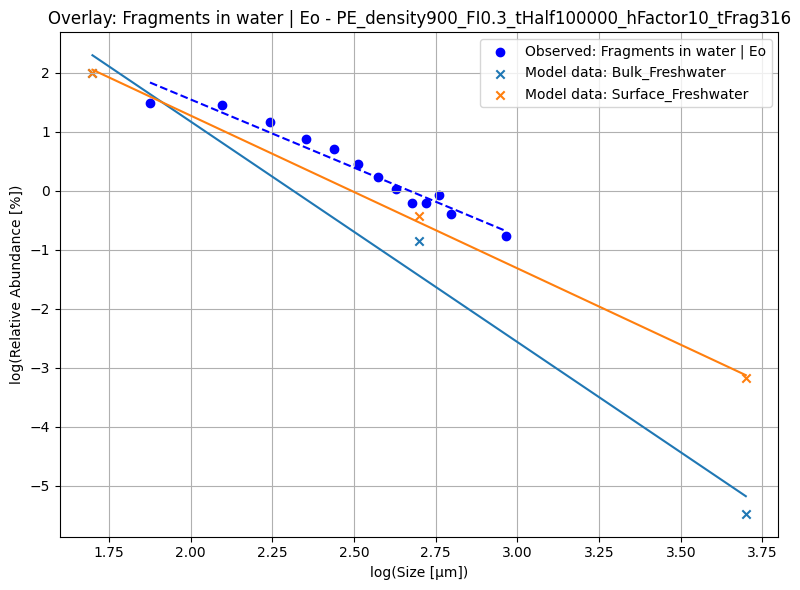 Overlay: Fragments in water | Eo - PE_density900_FI0.3_tHalf100000_hFactor10_tFrag316
Observed: Fragments in water | Eo
Model data: Bulk_Freshwater
Model data: Surface_Freshwater
log(Relative Abundance [%])
2
1
0
−1
−2
−3
−4
−5
1.75 2.00 2.25 2.50 2.75 3.00 3.25 3.50 3.75
log(Size [µm])